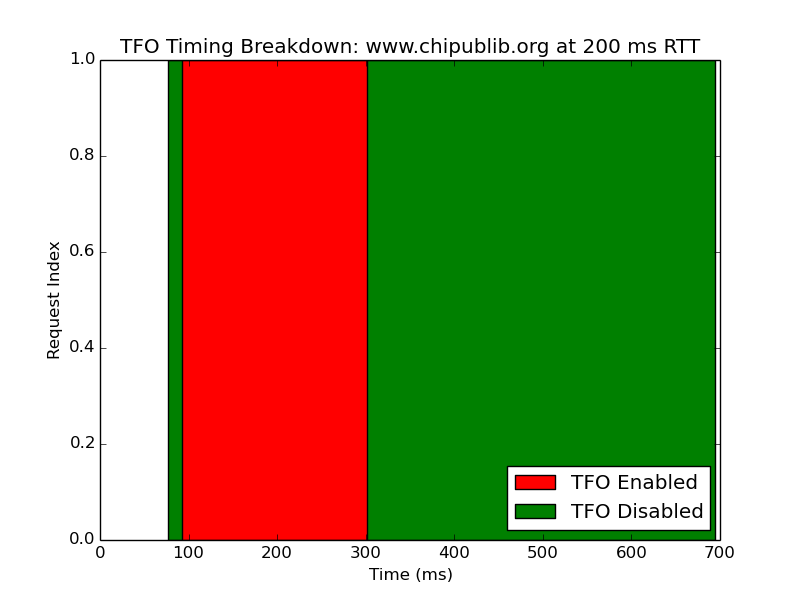 TFO Timing Breakdown: www.chipublib.org at 200 ms RTT
1.0
0.8
0.6
0.4
0.2
0.0
Request Index
TFO Enabled
TFO Disabled
0 100 200 300 400 500 600 700
Time (ms)